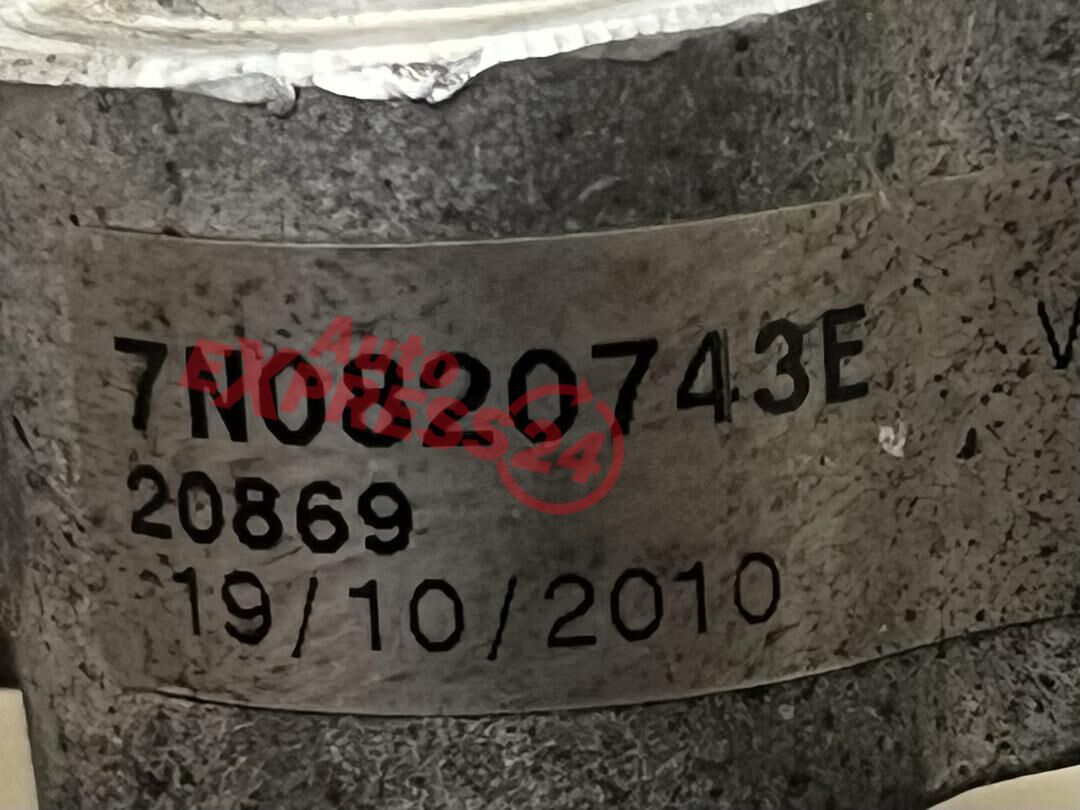 7N0820743E V
20869
19/10/2010
Auto
EXPRESS24